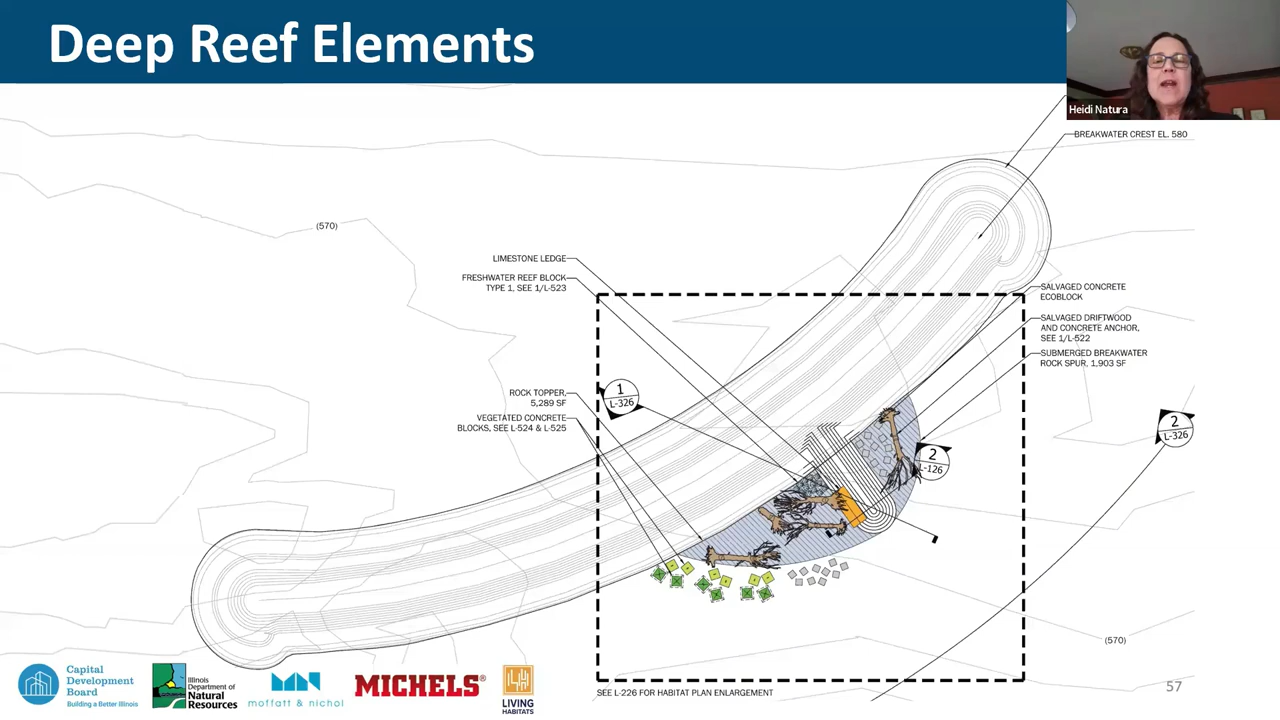 Deep Reef Elements
Heidi Natura
BREAKWATER CREST EL. 580
(570)
LIMESTONE LEDGE
FRESHWATER REEF BLOCK
TYPE 1, SEE 1/L-523
SALVAGED CONCRETE
ECOBLOCK
SALVAGED DRIFTWOOD
AND CONCRETE ANCHOR,
SEE 1/L-522
SUBMERGED BREAKWATER
ROCK SPUR, 1,903 SF
1
L-326
ROCK TOPPER,
5,289 SF
VEGETATED CONCRETE
BLOCKS, SEE L-524 & L-525
2
L-326
2
L-126
(570)
SEE L-226 FOR HABITAT PLAN ENLARGEMENT
57
Capital
Development
Board
Building a Better Illinois
Illinois
Department of
Natural
Resources
moffatt & nichol
MICHELS®
LIVING
HABITATS